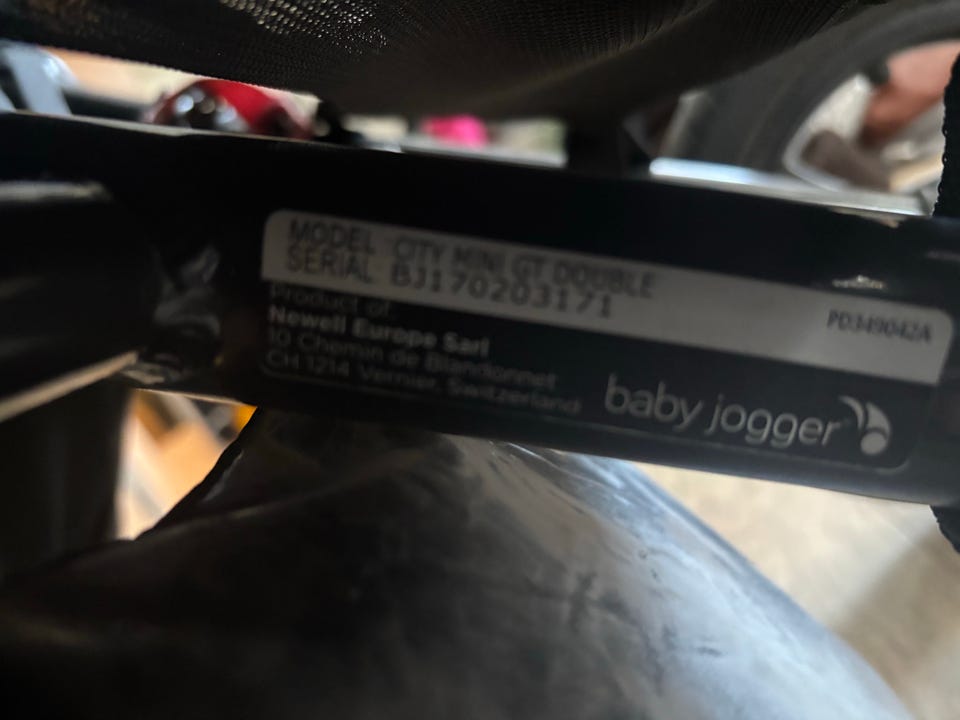 MODEL CITY MINI GT DOUBLE
SERIAL BJ170203171
PD349042A
Product of:
Newell Europe Sarl
10 Chemin de Blandonnet
CH 1214 Vernier, Switzerland
baby jogger